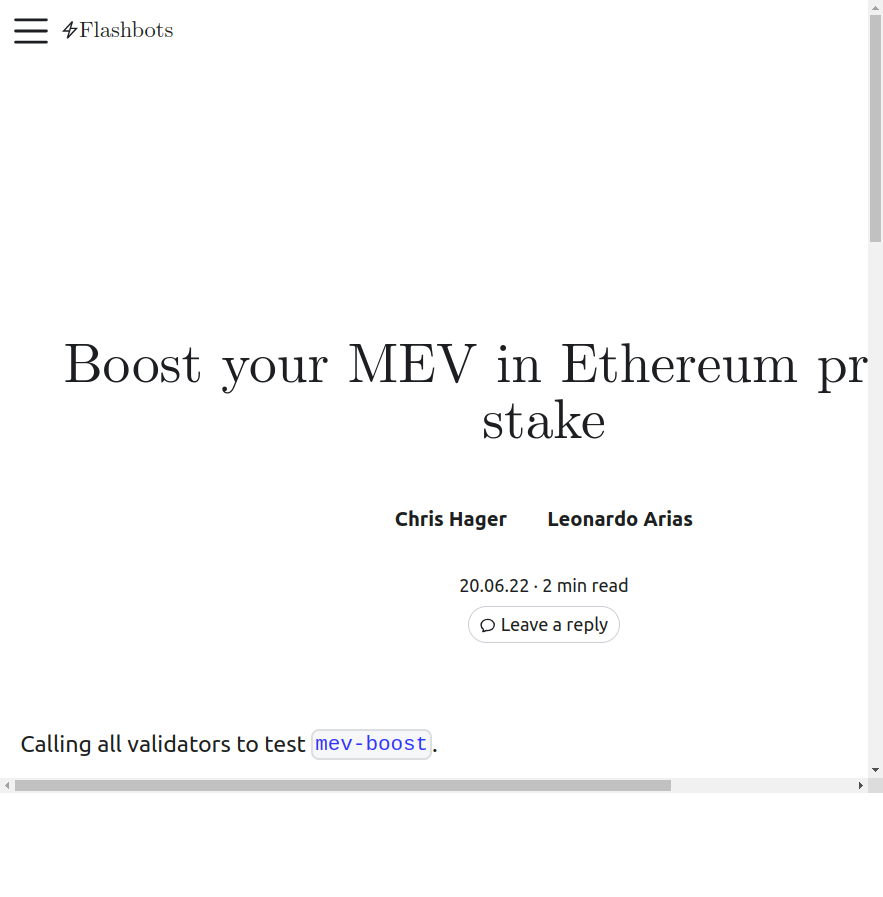 Flashbots
Boost your MEV in Ethereum pr
stake
Chris Hager Leonardo Arias
20.06.22 · 2 min read
Leave a reply
Calling all validators to test mev-boost.